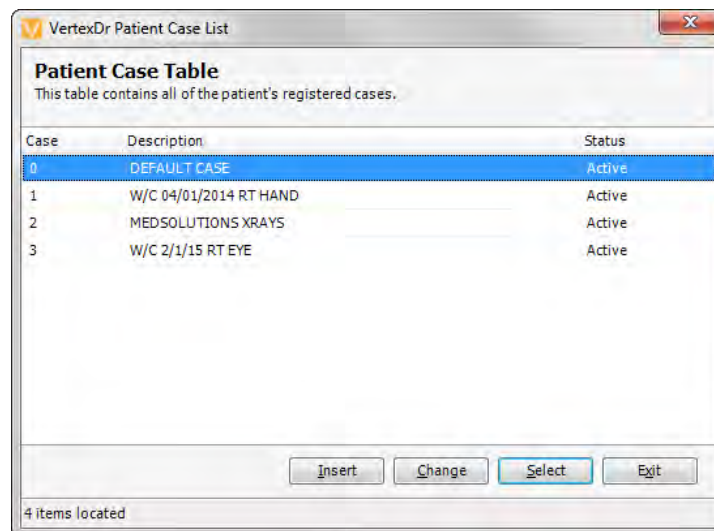 VertexDr Patient Case List
Patient Case Table
This table contains all of the patient's registered cases.
Case Description Status
0 DEFAULT CASE Active
1 W/C 04/01/2014 RT HAND Active
2 MEDSOLUTIONS XRAYS Active
3 W/C 2/1/15 RT EYE Active
Insert Change Select Exit
4 items located